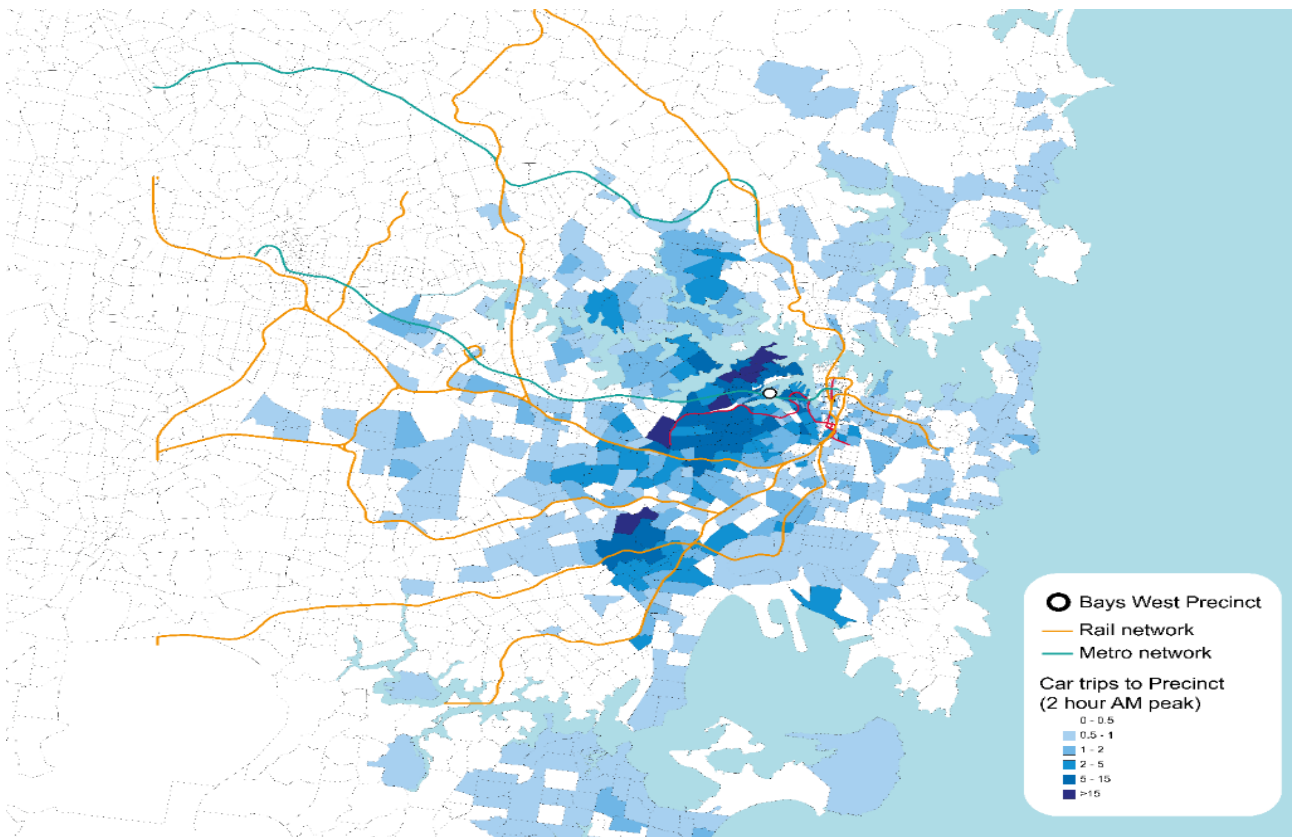 Bays West Precinct
Rail network
Metro network
Car trips to Precinct
(2 hour AM peak)
0 - 0.5
0.5 - 1
1 - 2
2 - 5
5 - 15
>15